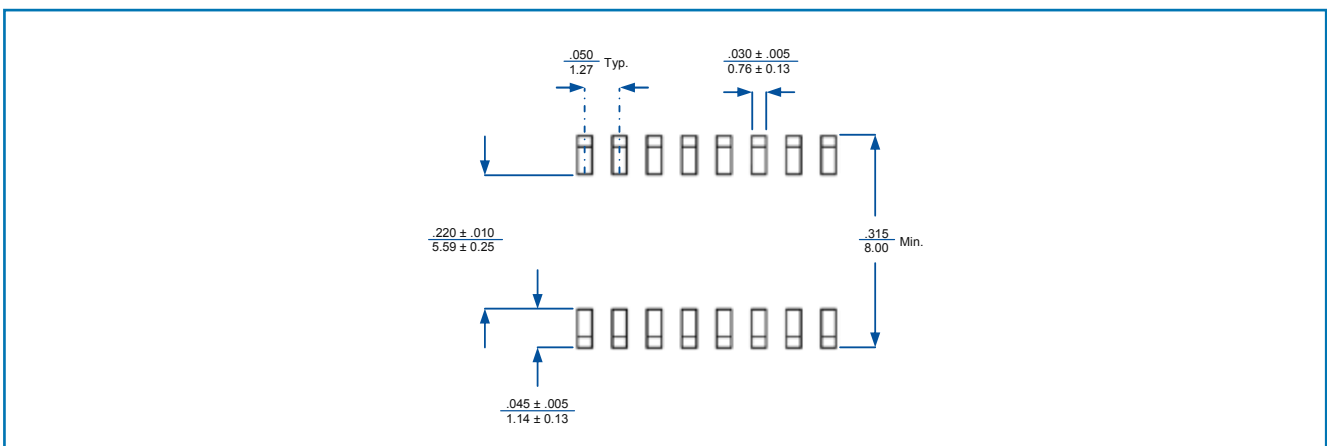 .050
1.27
Typ.
.030 ± .005
0.76 ± 0.13
.220 ± .010
5.59 ± 0.25
.315
8.00
Min.
.045 ± .005
1.14 ± 0.13